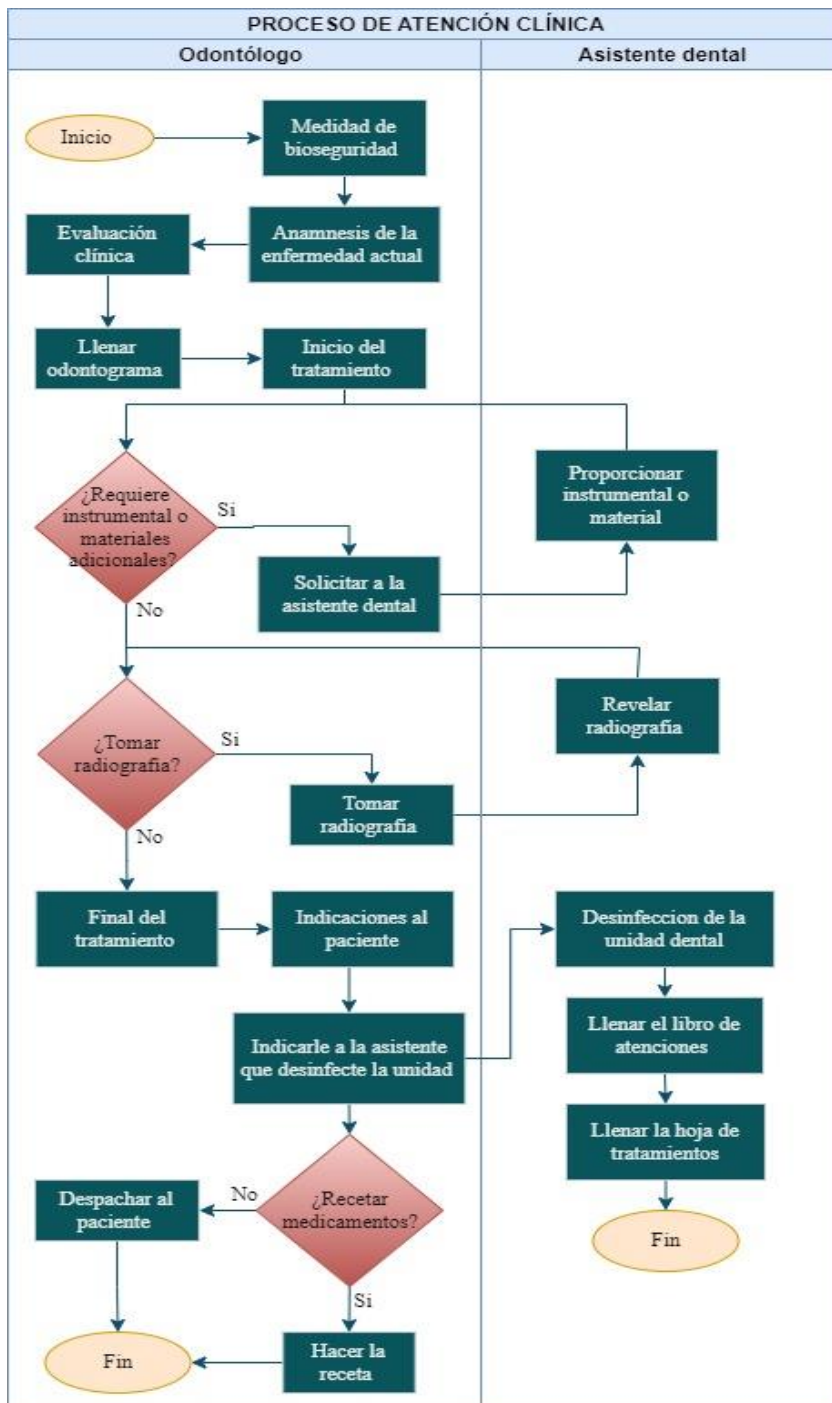 PROCESO DE ATENCIÓN CLÍNICA
Odontólogo
Asistente dental
Inicio
Medidad de
bioseguridad
Anamnesis de la
enfermedad actual
Evaluación
clínica
Llenar
odontograma
Inicio del
tratamiento
¿Requiere
instrumental o
materiales
adicionales?
Si
Solicitar a la
asistente dental
Proporcionar
instrumental o
material
No
¿Tomar
radiografia?
Si
Tomar
radiografía
Revelar
radiografía
No
Final del
tratamiento
Indicaciones al
paciente
Indicarle a la asistente
que desinfecte la unidad
Desinfeccion de la
unidad dental
Llenar el libro de
atenciones
Llenar la hoja de
tratamientos
Fin
¿Recetar
medicamentos?
No
Despachar al
paciente
Si
Hacer la
receta
Fin